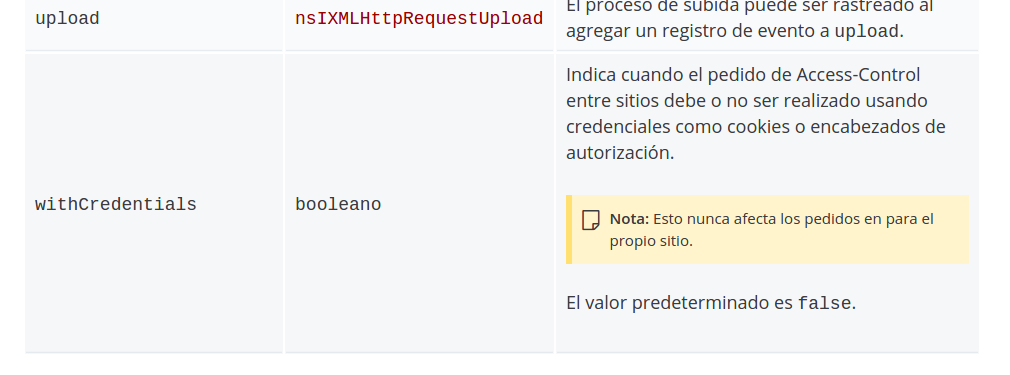 El proceso de subida puede ser rastreado al
upload
nsIXMLHttpRequestUpload
agregar un registro de evento a upload.
Indica cuando el pedido de Access-Control
entre sitios debe o no ser realizado usando
credenciales como cookies o encabezados de
autorización.
withCredentials
booleano
Nota: Esto nunca afecta los pedidos en para el
propio sitio.
El valor predeterminado es false.